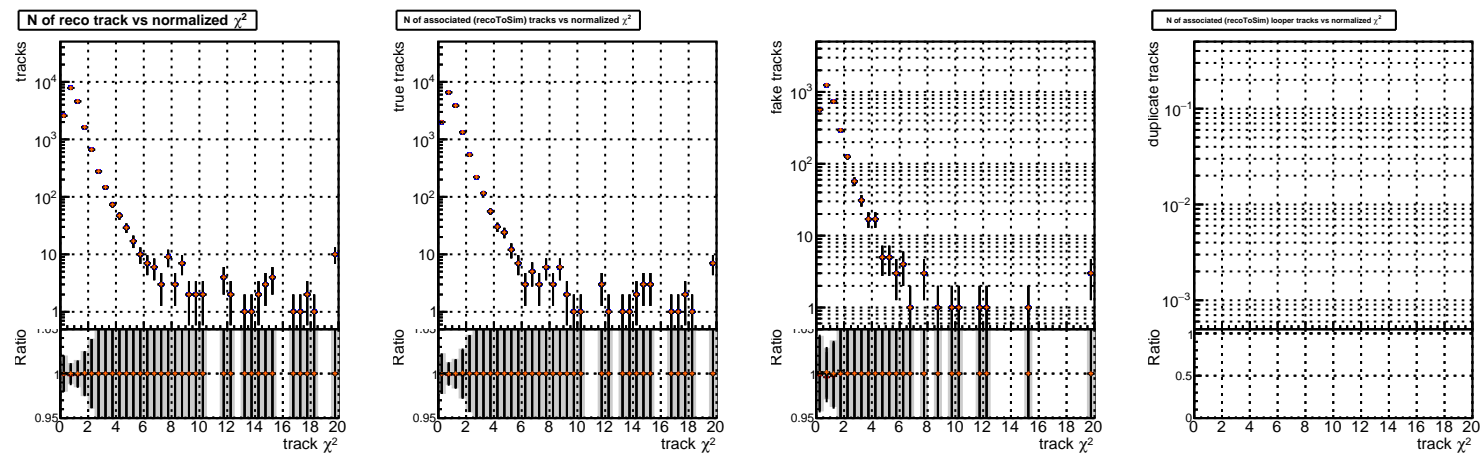 N of reco track vs normalized χ²
tracks
10⁴
10³
10²
10
1
Ratio
1.05
1
0.95
0 2 4 6 8 10 12 14 16 18 20
track χ²
N of associated (recoToSim) tracks vs normalized χ²
true tracks
10⁴
10³
10²
10
1
Ratio
1.05
1
0.95
0 2 4 6 8 10 12 14 16 18 20
track χ²
fake tracks
10³
10²
10
1
Ratio
1.05
1
0.95
0 2 4 6 8 10 12 14 16 18 20
track χ²
N of associated (recoToSim) looper tracks vs normalized χ²
duplicate tracks
10⁻¹
10⁻²
10⁻³
Ratio
1
0.5
0
0 2 4 6 8 10 12 14 16 18 20
track χ²